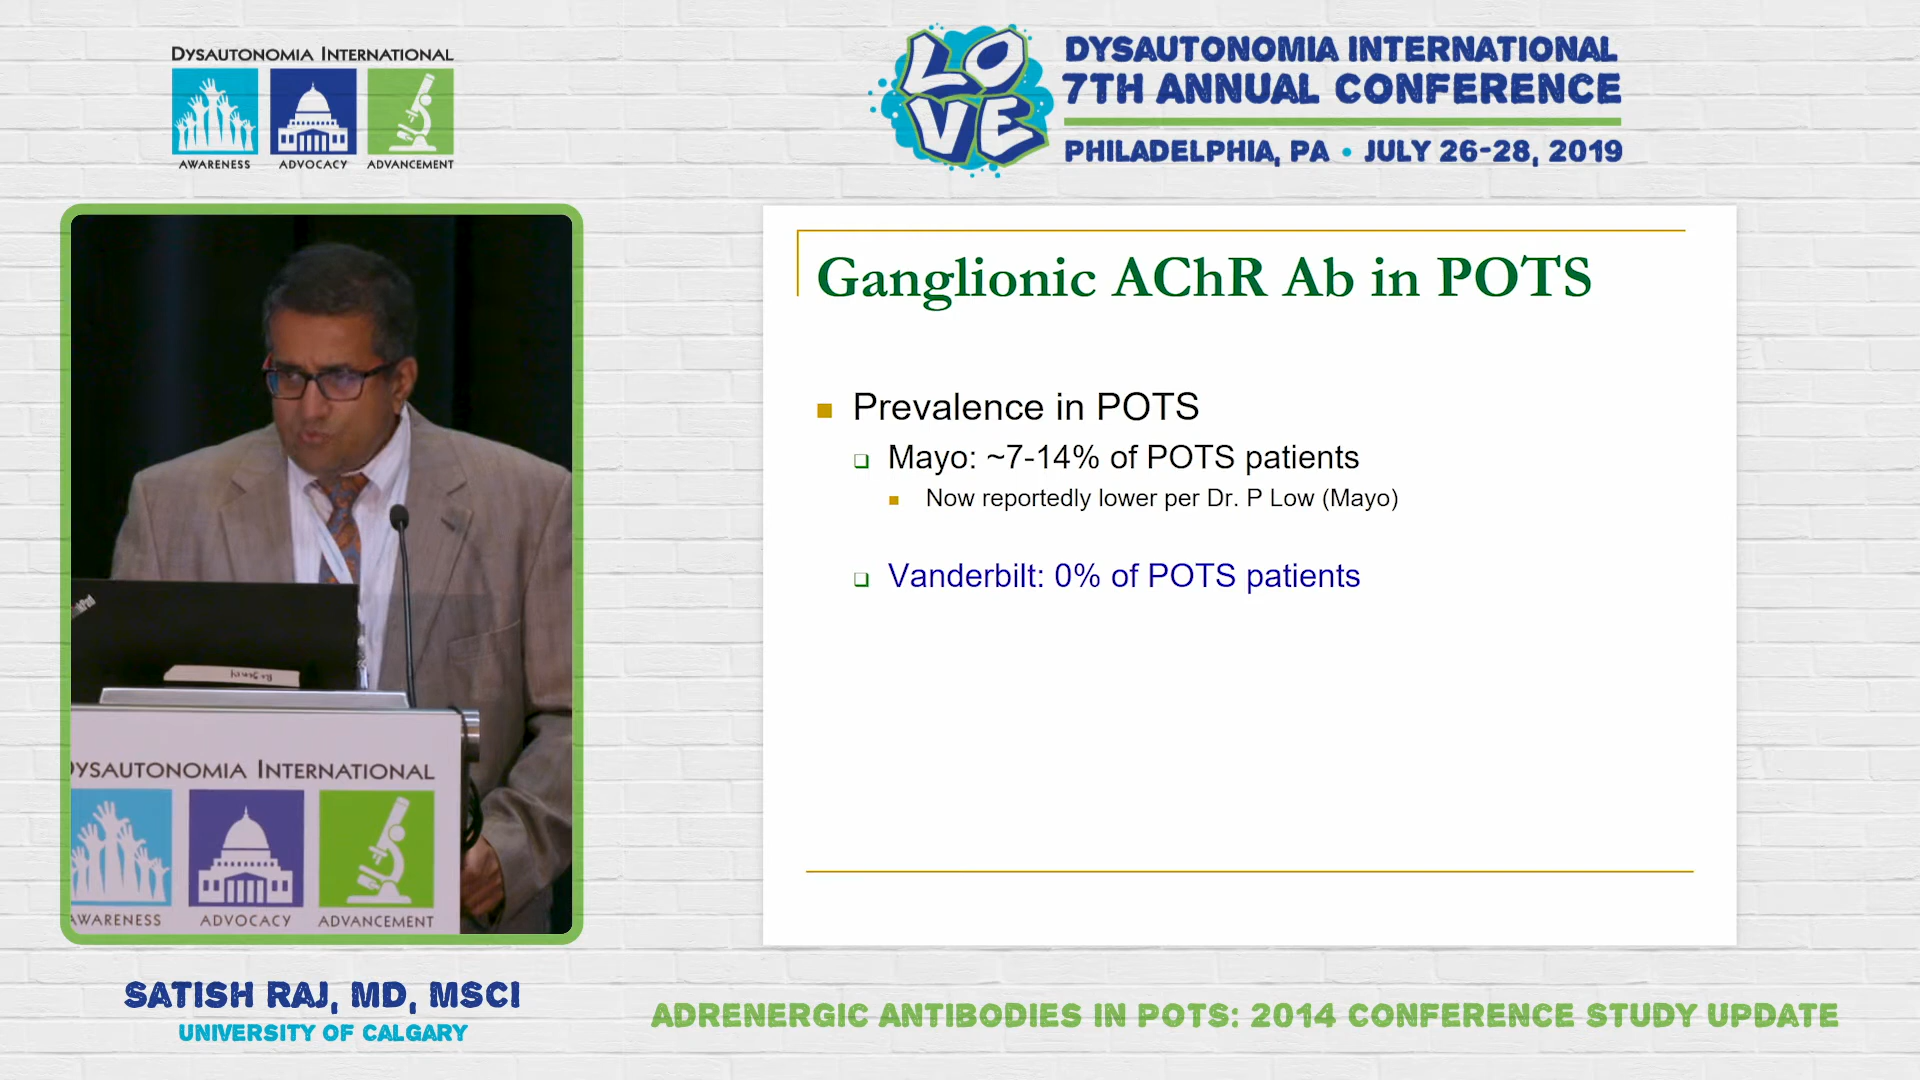 DYSAUTONOMIA INTERNATIONAL
AWARENESS ADVOCACY ADVANCEMENT
LOVE
DYSAUTONOMIA INTERNATIONAL
7TH ANNUAL CONFERENCE
PHILADELPHIA, PA • JULY 26-28, 2019
Ganglionic AChR Ab in POTS
Prevalence in POTS
Mayo: ~7-14% of POTS patients
Now reportedly lower per Dr. P Low (Mayo)
Vanderbilt: 0% of POTS patients
YSAUTONOMIA INTERNATIONAL
AWARENESS ADVOCACY ADVANCEMENT
SATISH RAJ, MD, MSCI
UNIVERSITY OF CALGARY
ADRENERGIC ANTIBODIES IN POTS: 2014 CONFERENCE STUDY UPDATE